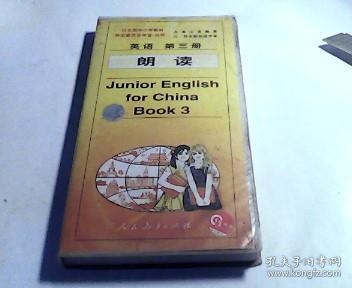 英语 第三册
朗读
Junior English
for China
Book 3
人民教育出版社
孔夫子旧书网